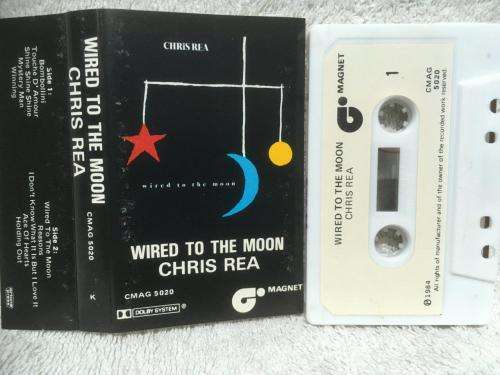 Side 1:
Bombollini
Touche D' Amour
Shine Shine Shine
Mystery Man
Winning
Side 2:
Wired To The Moon
Reasons
I Don't Know What It Is But I Love It
Ace Of Hearts
Holding Out
WIRED TO THE MOON
CHRIS REA
CMAG 5020
K
CHRiS REA
wired to the moon
WIRED TO THE MOON
CHRIS REA
CMAG 5020
DOLBY SYSTEM
MAGNET
MAGNET
1
CMAG
5020
WIRED TO THE MOON
CHRIS REA
All rights of manufacturer and of the owner of the recorded work reserved.
℗ 1984